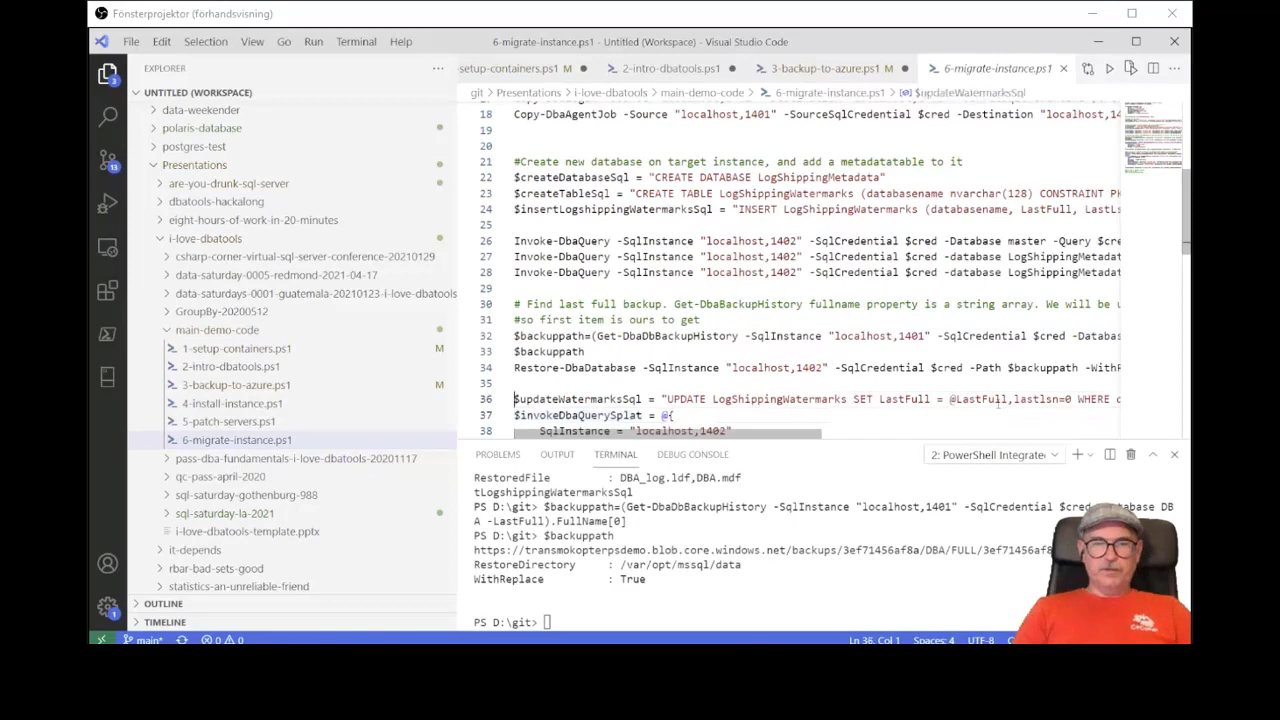 Fönsterprojektor (förhandsvisning)
File Edit Selection View Go Run Terminal Help
6-migrate-instance.ps1 - Untitled (Workspace) - Visual Studio Code
EXPLORER
-setup-containers.ps1 M
2-intro-dbatools.ps1
3-backup-to-azure.ps1 M
6-migrate-instance.ps1
UNTITLED (WORKSPACE)
data-weekender
polaris-database
postgres-test
Presentations
are-you-drunk-sql-server
dbatools-hackalong
eight-hours-of-work-in-20-minutes
i-love-dbatools
csharp-corner-virtual-sql-server-conference-20210129
data-saturday-0005-redmond-2021-04-17
data-saturdays-0001-guatemala-20210123-i-love-dbatools
GroupBy-20200512
main-demo-code
1-setup-containers.ps1 M
2-intro-dbatools.ps1
3-backup-to-azure.ps1 M
4-install-instance.ps1
5-patch-servers.ps1
6-migrate-instance.ps1
pass-dba-fundamentals-i-love-dbatools-20201117
qc-pass-april-2020
sql-saturday-gothenburg-988
sql-saturday-la-2021
i-love-dbatools-template.pptx
it-depends
rbar-bad-sets-good
statistics-an-unreliable-friend
OUTLINE
TIMELINE
3
13
1
git > Presentations > i-love-dbatools > main-demo-code > 6-migrate-instance.ps1 > $updateWatermarksSql
18 Copy-DbaAgentJob -Source "localhost,1401" -SourceSqlCredential $cred -Destination "localhost,14
19
20
#Create new database on the instance, and add a metadatatable to it
DatabaseSql = "CREATE DATABASE LogShippingMetada
23 $createTableSql = "CREATE TABLE LogShippingWatermarks (databasename nvarchar(128) CONSTRAINT PK
24 $insertLogshippingWatermarksSql = "INSERT LogShippingWatermarks (databasename, LastFull, LastLs
25
26 Invoke-DbaQuery -SqlInstance "localhost,1402" -SqlCredential $cred -Database master -Query $cre
27 Invoke-DbaQuery -SqlInstance "localhost,1402" -SqlCredential $cred -database LogShippingMetada
28 Invoke-DbaQuery -SqlInstance "localhost,1402" -SqlCredential $cred -database LogShippingMetada
29
30 # Find last full backup. Get-DbaBackupHistory fullname property is a string array. We will be u
31 #so first item is ours to get
32 $backuppath=(Get-DbaDbBackupHistory -SqlInstance "localhost,1401" -SqlCredential $cred -Databas
33 $backuppath
34 Restore-DbaDatabase -SqlInstance "localhost,1402" -SqlCredential $cred -Path $backuppath -WithR
35
36 $updateWatermarksSql = "UPDATE LogShippingWatermarks SET LastFull = @LastFull,lastlsn=0 WHERE d
37 $invokeDbaQuerySplat = @{
38 SqlInstance = "localhost,1402"
PROBLEMS OUTPUT TERMINAL DEBUG CONSOLE
2: PowerShell Integrated
RestoredFile : DBA_log.ldf,DBA.mdf
tLogshippingWatermarksSql
PS D:\git> $backuppath=(Get-DbaDbBackupHistory -SqlInstance "localhost,1401" -SqlCredential $cred -Database DB
A -LastFull).FullName[0]
PS D:\git> $backuppath
https://transmokopterpsdemo.blob.core.windows.net/backups/3ef71456af8a/DBA/FULL/3ef71456af8
RestoreDirectory : /var/opt/mssql/data
WithReplace : True
PS D:\git>
main* 0 0 Ln 36, Col 1 Spaces: 4 UTF-8